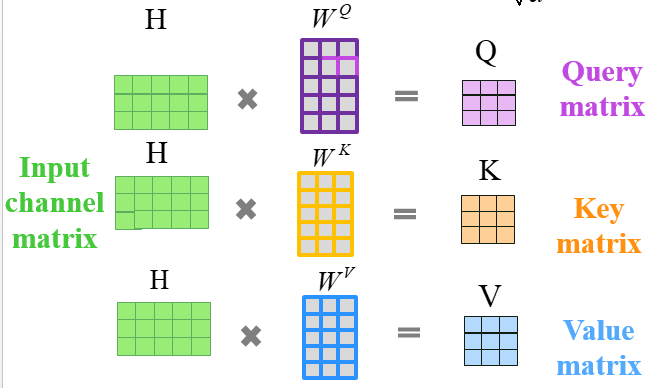 H
W^Q
Q
×
=
Query
matrix
Input
channel
matrix
H
W^K
K
×
=
Key
matrix
H
W^V
V
×
=
Value
matrix